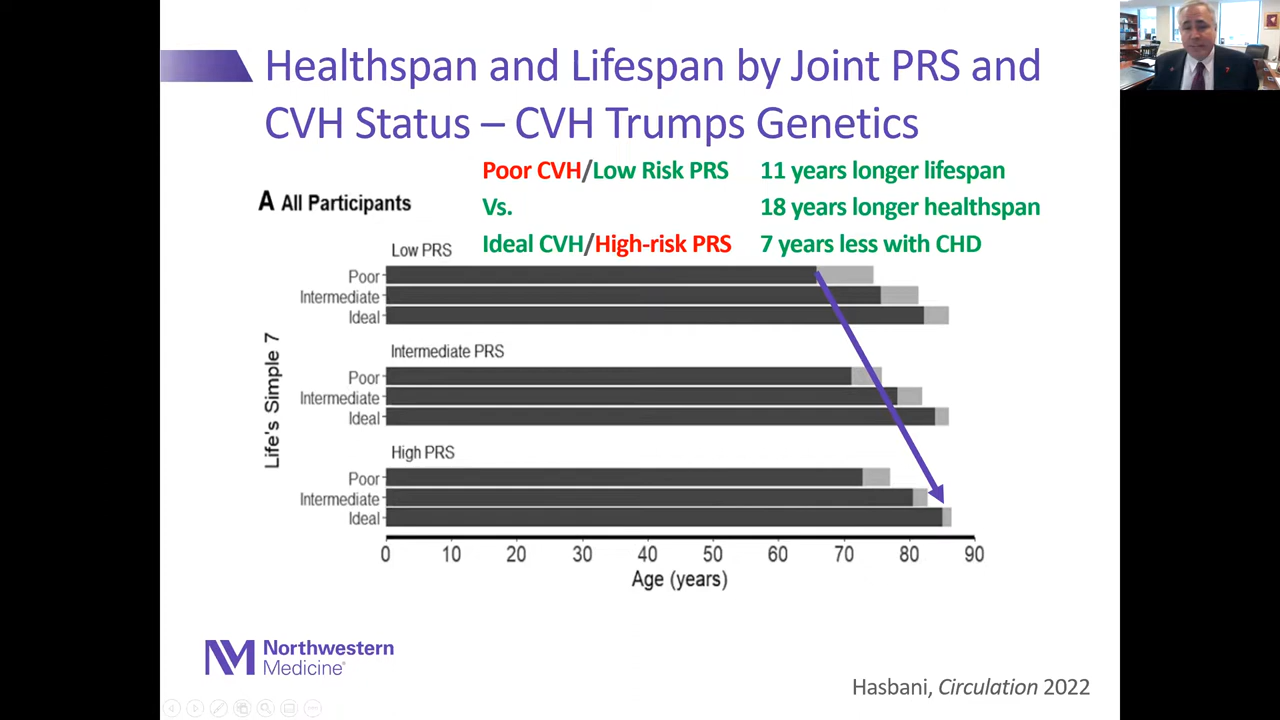 Healthspan and Lifespan by Joint PRS and
CVH Status – CVH Trumps Genetics
Poor CVH/Low Risk PRS 11 years longer lifespan
A All Participants
Vs. 18 years longer healthspan
Ideal CVH/High-risk PRS 7 years less with CHD
Low PRS
Poor
Intermediate
Ideal
Intermediate PRS
Poor
Intermediate
Ideal
High PRS
Poor
Intermediate
Ideal
Life's Simple 7
0 10 20 30 40 50 60 70 80 90
Age (years)
NM Northwestern
Medicine®
Hasbani, Circulation 2022